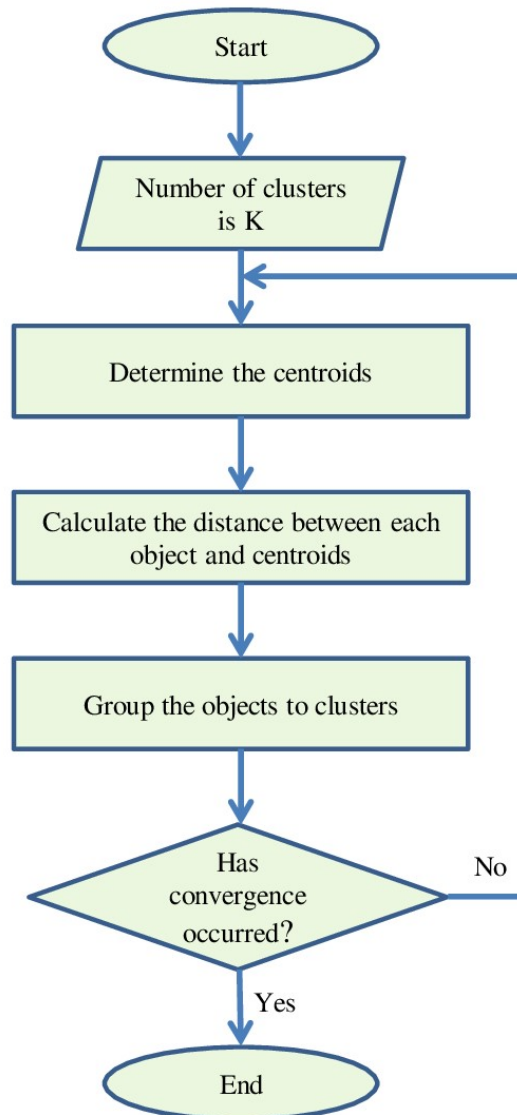 Start
Number of clusters
is K
Determine the centroids
Calculate the distance between each
object and centroids
Group the objects to clusters
Has
convergence
occurred?
No
Yes
End